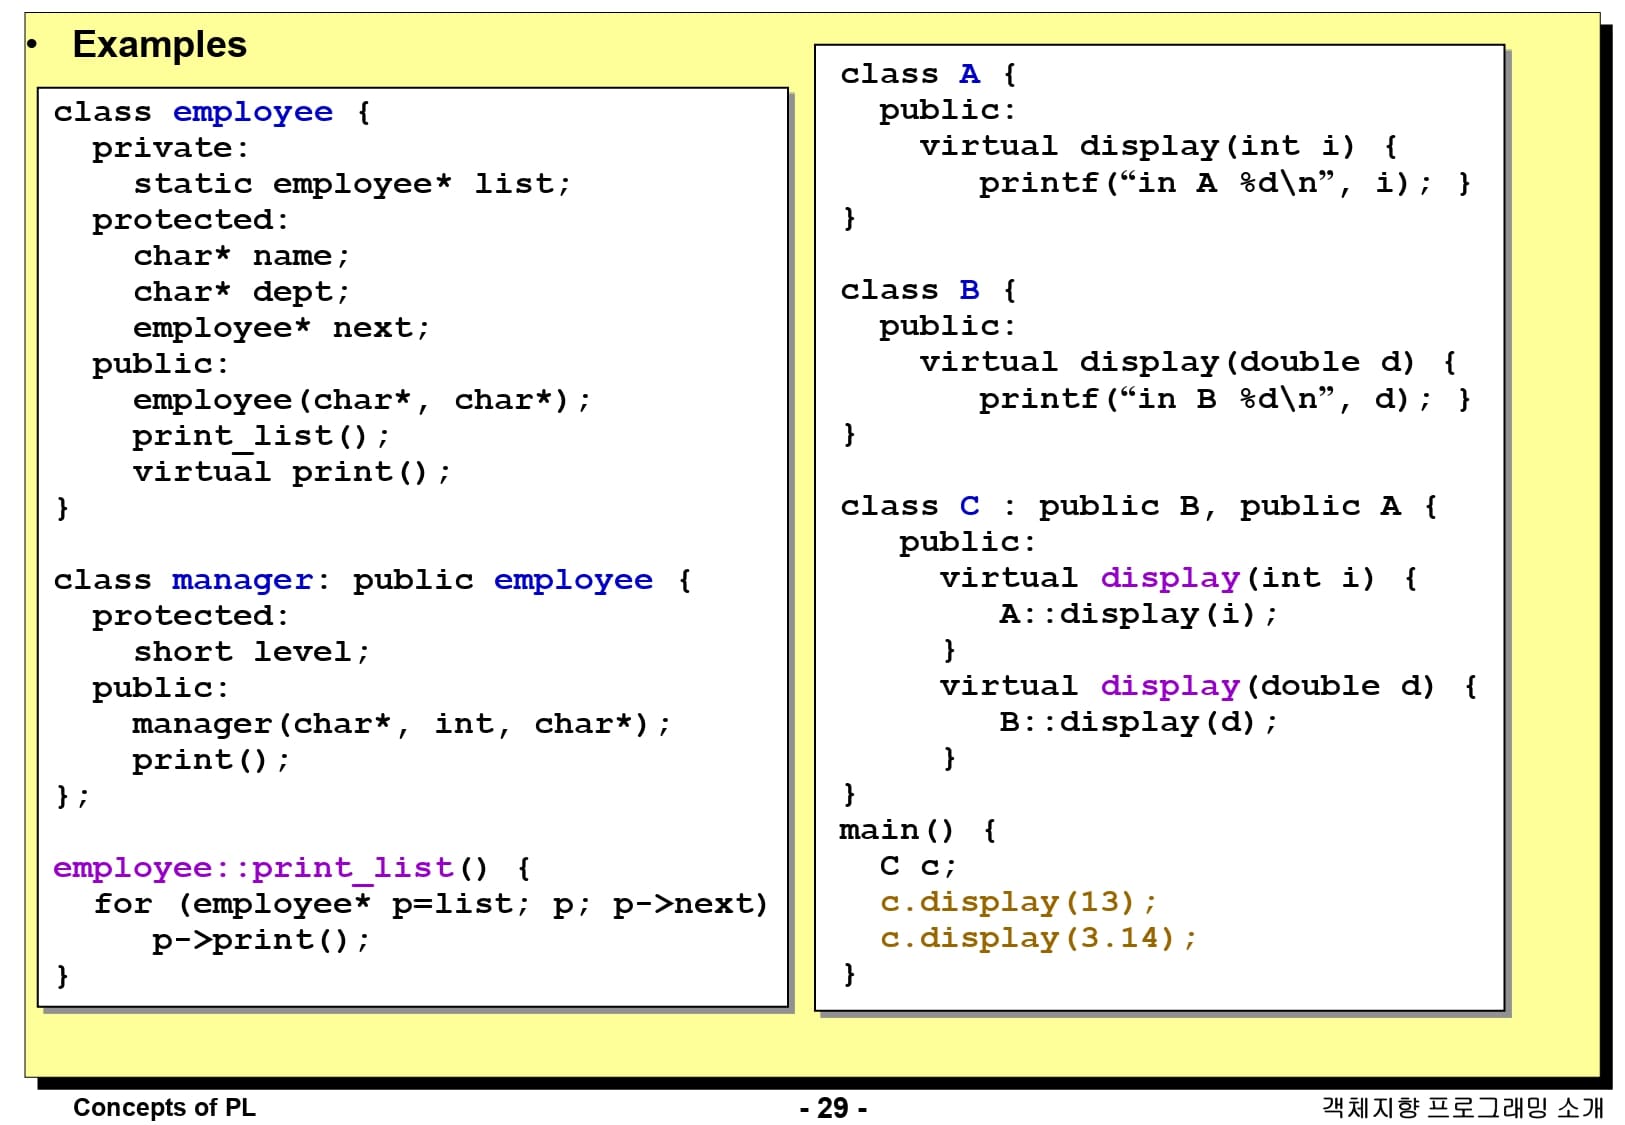 • Examples
class employee {
private:
static employee* list;
protected:
char* name;
char* dept;
employee* next;
public:
employee(char*, char*);
print_list();
virtual print();
}
class manager: public employee {
protected:
short level;
public:
manager(char*, int, char*);
print();
};
employee::print_list() {
for (employee* p=list; p; p->next)
p->print();
}
class A {
public:
virtual display(int i) {
printf(“in A %d\n”, i); }
}
class B {
public:
virtual display(double d) {
printf(“in B %d\n”, d); }
}
class C : public B, public A {
public:
virtual display(int i) {
A::display(i);
}
virtual display(double d) {
B::display(d);
}
}
main() {
C c;
c.display(13);
c.display(3.14);
}
Concepts of PL
- 29 -
객체지향 프로그래밍 소개